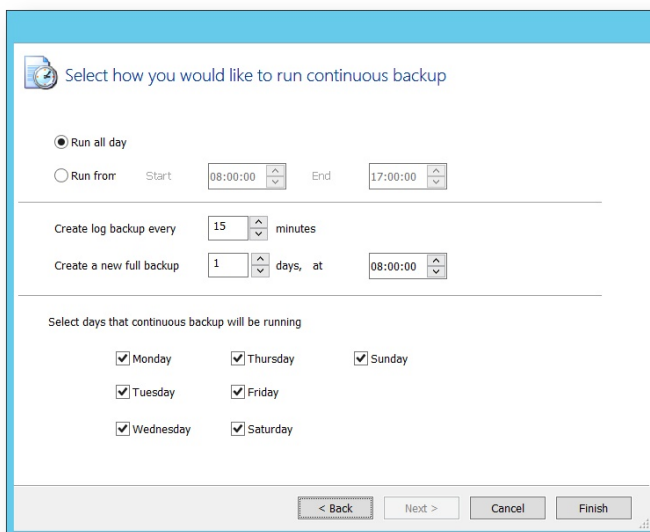 Select how you would like to run continuous backup
Run all day
Run from Start 08:00:00 End 17:00:00
Create log backup every 15 minutes
Create a new full backup 1 days, at 08:00:00
Select days that continuous backup will be running
Monday Thursday Sunday
Tuesday Friday
Wednesday Saturday
< Back Next > Cancel Finish